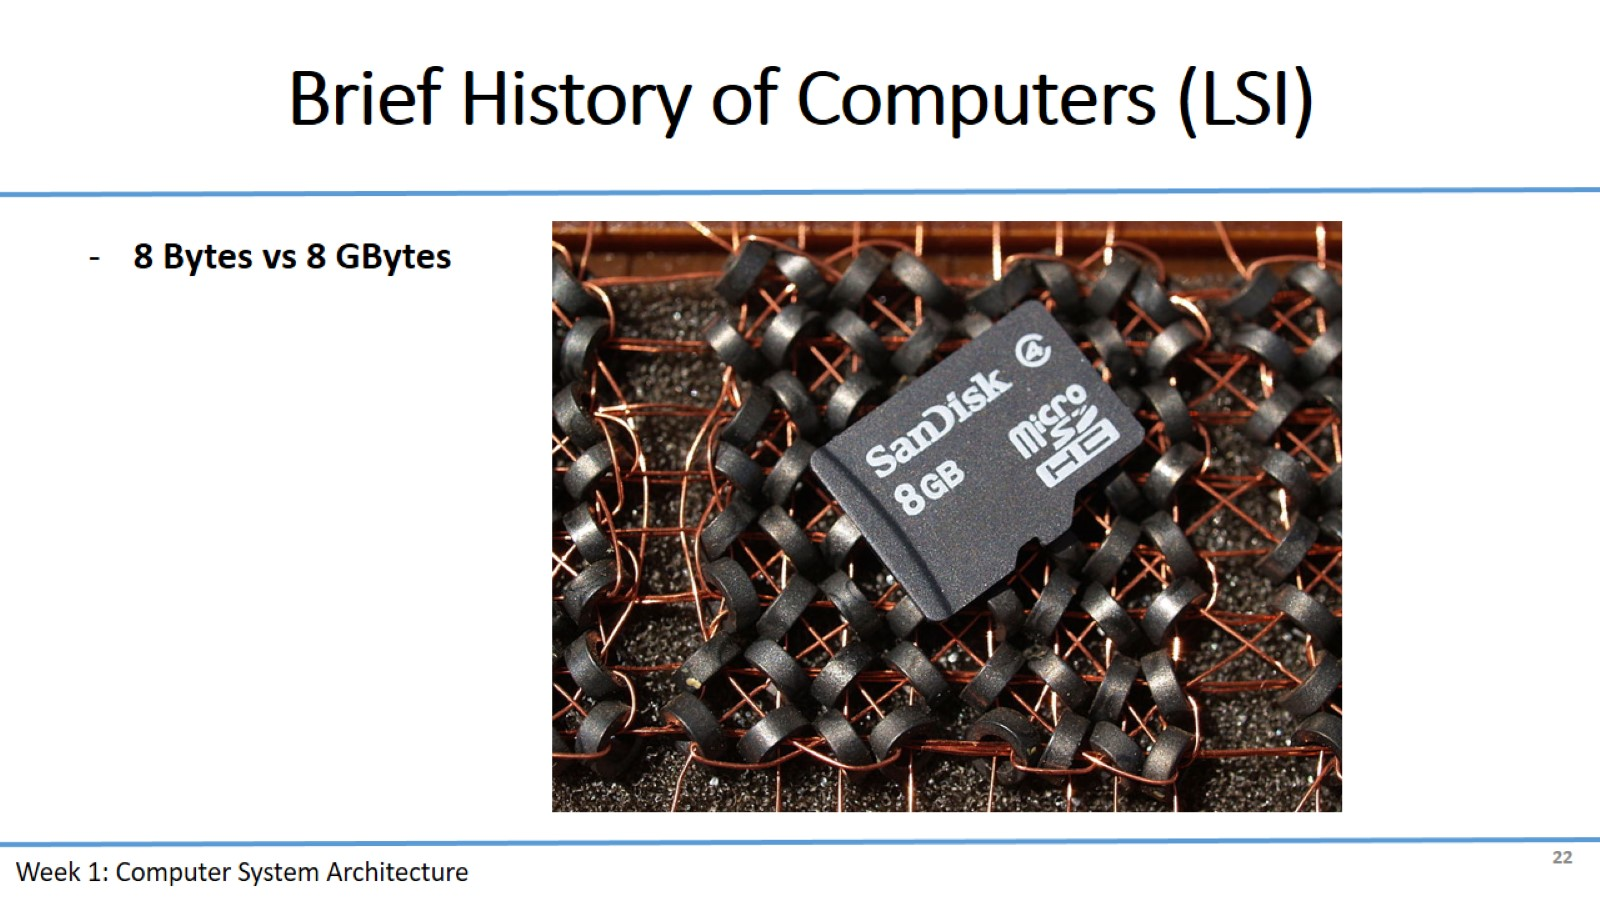 Brief History of Computers (LSI)
- 8 Bytes vs 8 GBytes
SanDisk
8GB
4
Micro
SD
HC
Week 1: Computer System Architecture
22